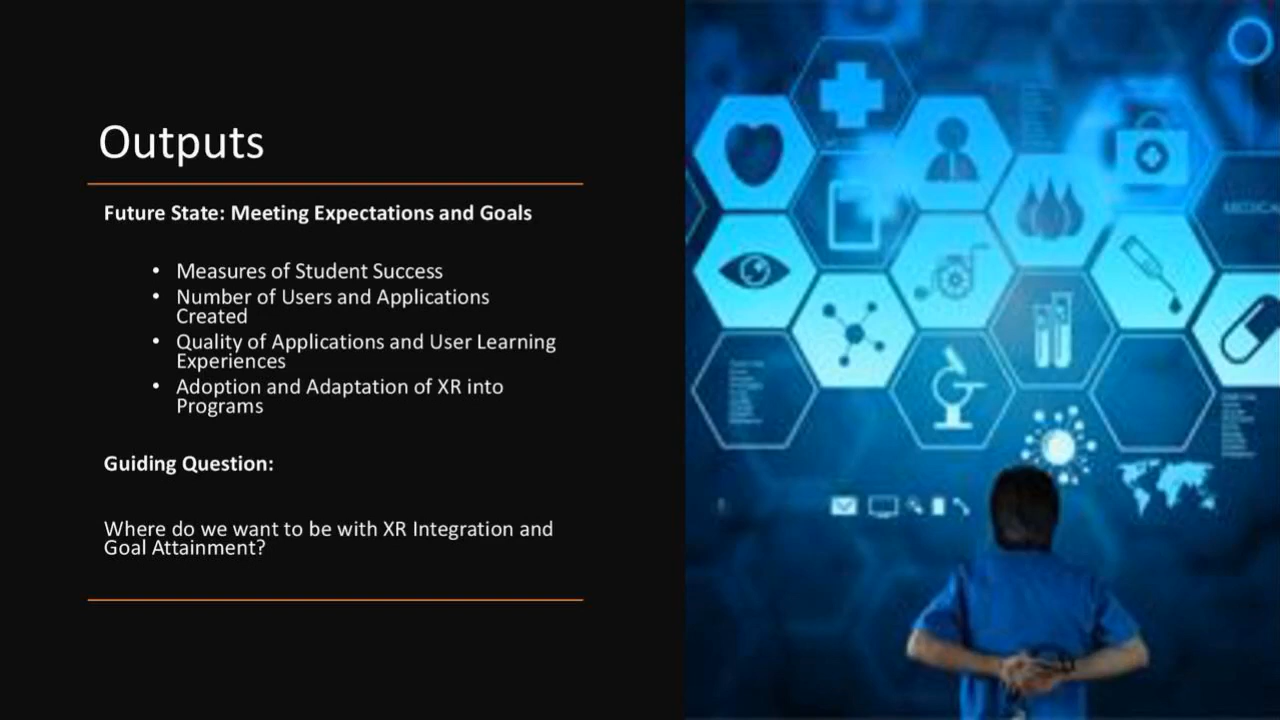 Outputs
Future State: Meeting Expectations and Goals
• Measures of Student Success
• Number of Users and Applications
Created
• Quality of Applications and User Learning
Experiences
• Adoption and Adaptation of XR into
Programs
Guiding Question:
Where do we want to be with XR Integration and
Goal Attainment?